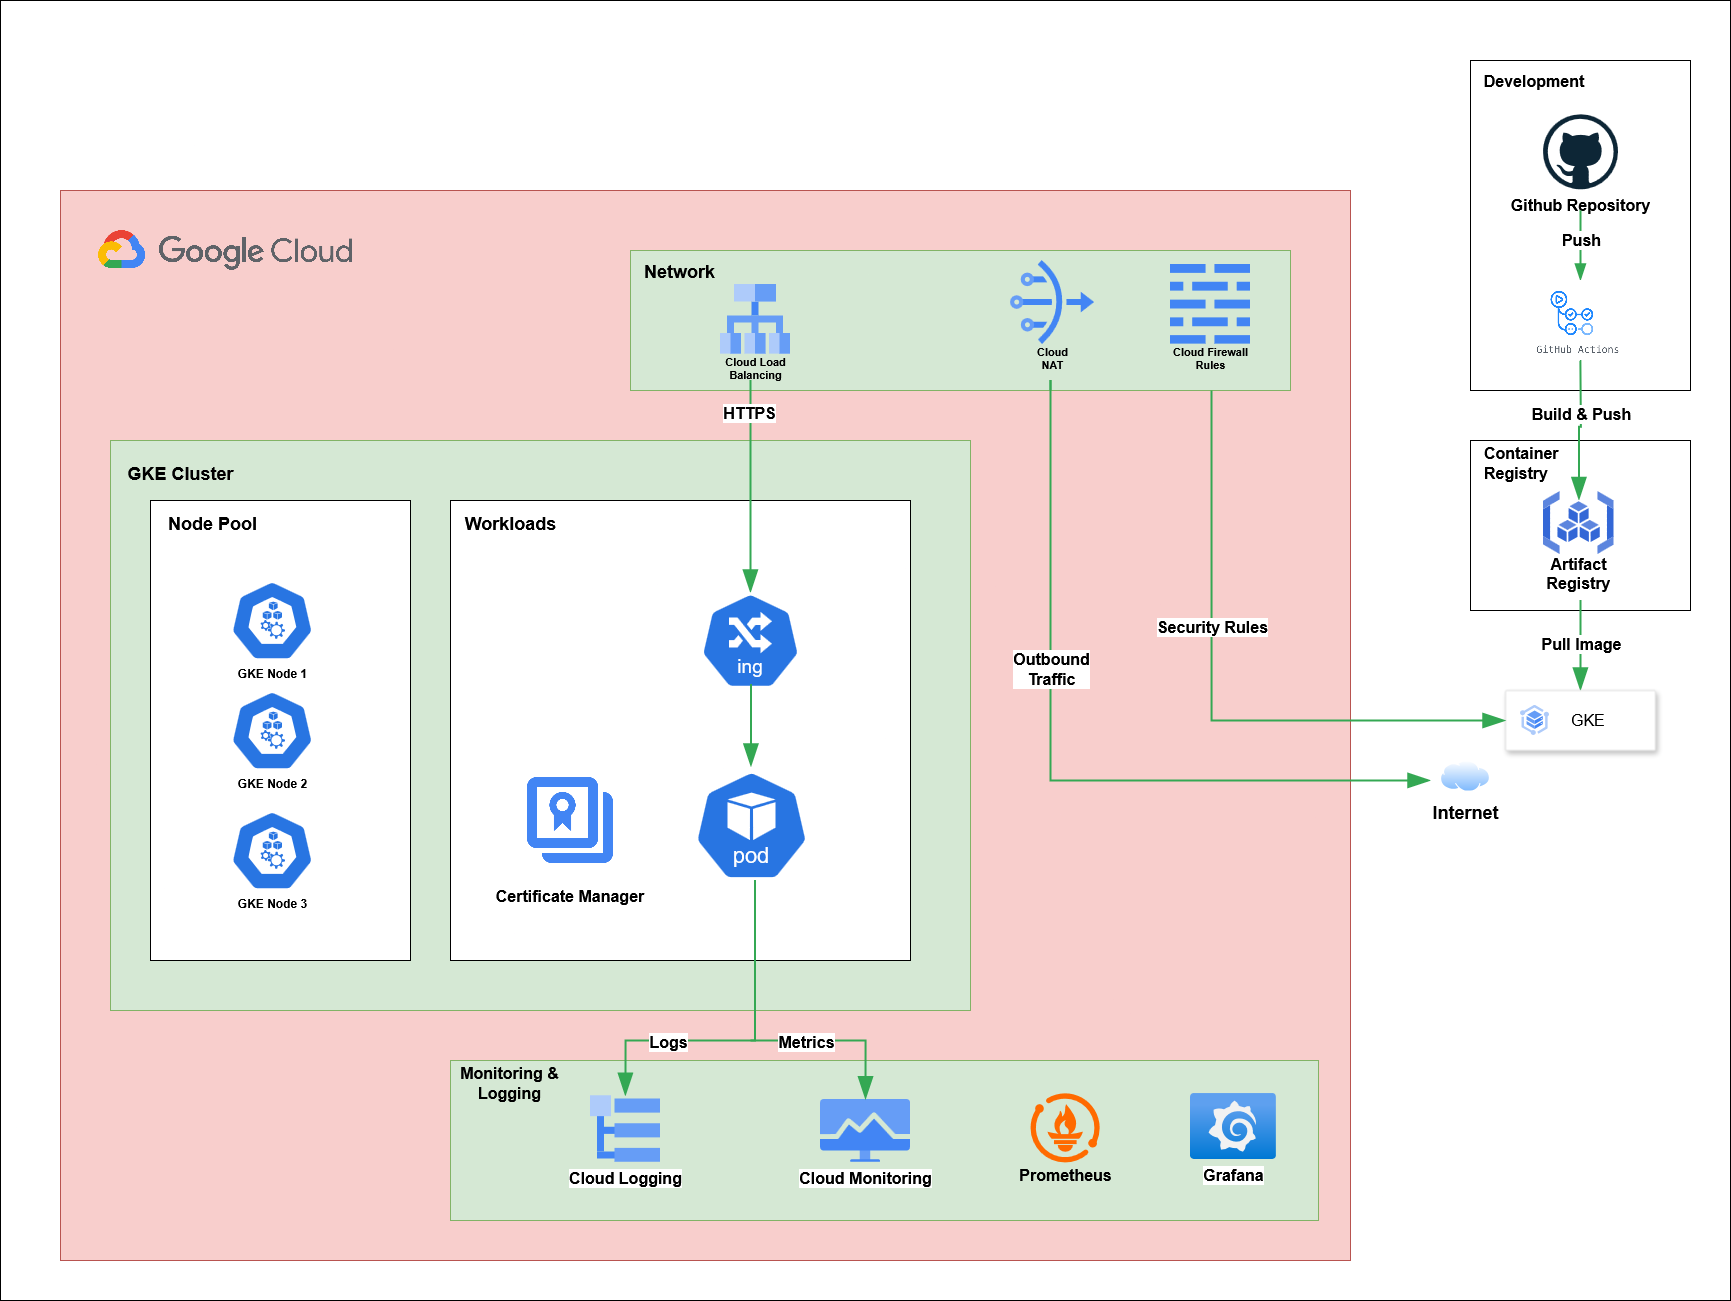 Development
Github Repository
Push
GitHub Actions
Build & Push
Container
Registry
Artifact
Registry
Pull Image
GKE
Internet
Google Cloud
Network
Cloud Load
Balancing
Cloud
NAT
Cloud Firewall
Rules
HTTPS
Outbound
Traffic
Security Rules
GKE Cluster
Node Pool
GKE Node 1
GKE Node 2
GKE Node 3
Workloads
ing
pod
Certificate Manager
Logs
Metrics
Monitoring &
Logging
Cloud Logging
Cloud Monitoring
Prometheus
Grafana